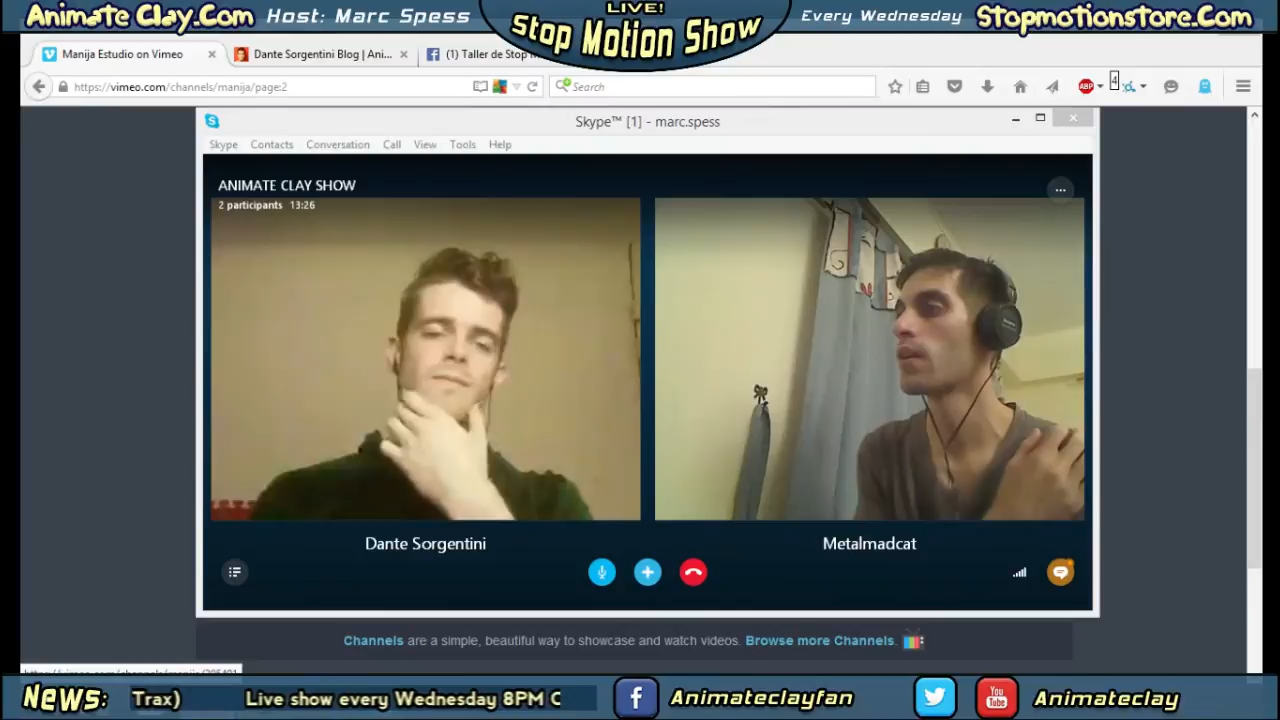 Animate Clay.Com
Host: Marc Spess
LIVE!
Stop Motion Show
Every Wednesday
Stopmotionstore.Com
Manija Estudio on Vimeo
Dante Sorgentini Blog | Ani...
(1) Taller de Stop
https://vimeo.com/channels/manija/page:2
Search
ABP
4
Skype™ [1] - marc.spess
Skype Contacts Conversation Call View Tools Help
ANIMATE CLAY SHOW
2 participants 13:26
Dante Sorgentini
Metalmadcat
Channels are a simple, beautiful way to showcase and watch videos. Browse more Channels.
News:
Trax)
Live show every Wednesday 8PM C
Animateclayfan
You Tube
Animateclay